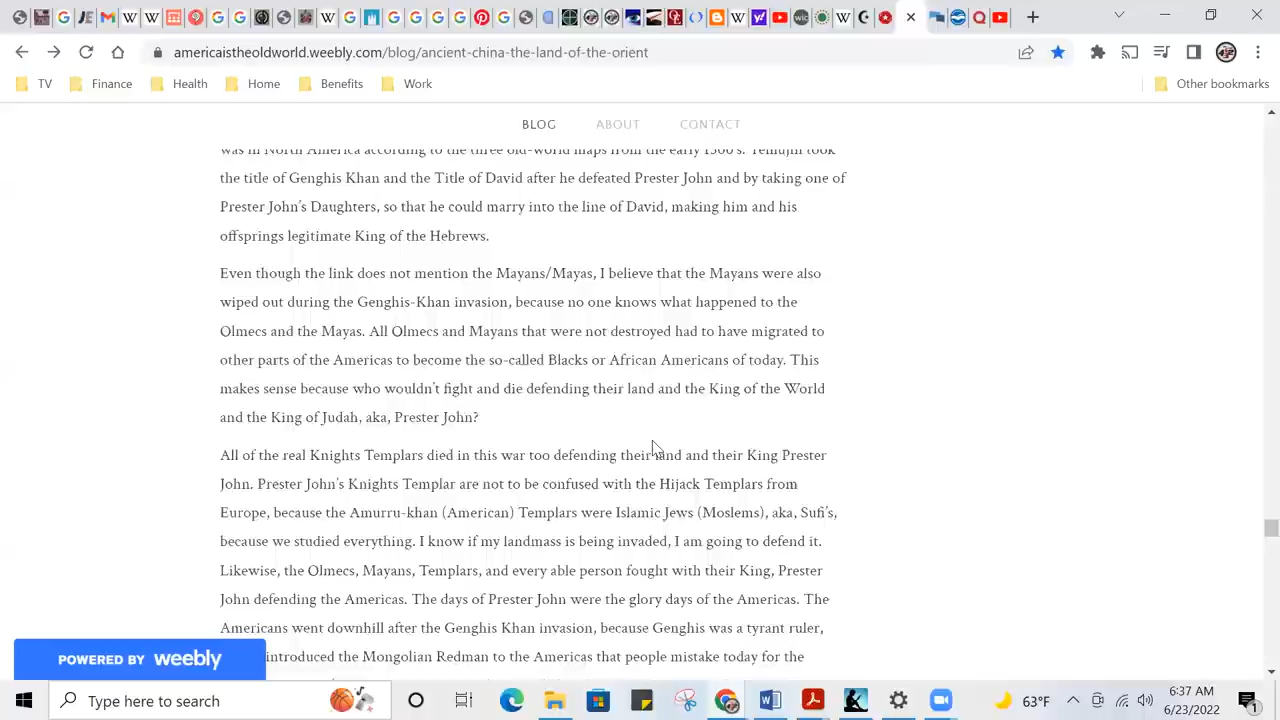 americaistheoldworld.weebly.com/blog/ancient-china-the-land-of-the-orient
TV Finance Health Home Benefits Work Other bookmarks
BLOG ABOUT CONTACT
was in North America according to the three old-world maps from the early 1500's. Temujin took
the title of Genghis Khan and the Title of David after he defeated Prester John and by taking one of
Prester John's Daughters, so that he could marry into the line of David, making him and his
offsprings legitimate King of the Hebrews.
Even though the link does not mention the Mayans/Mayas, I believe that the Mayans were also
wiped out during the Genghis-Khan invasion, because no one knows what happened to the
Olmecs and the Mayas. All Olmecs and Mayans that were not destroyed had to have migrated to
other parts of the Americas to become the so-called Blacks or African Americans of today. This
makes sense because who wouldn't fight and die defending their land and the King of the World
and the King of Judah, aka, Prester John?
All of the real Knights Templars died in this war too defending their land and their King Prester
John. Prester John's Knights Templar are not to be confused with the Hijack Templars from
Europe, because the Amurru-khan (American) Templars were Islamic Jews (Moslems), aka, Sufi's,
because we studied everything. I know if my landmass is being invaded, I am going to defend it.
Likewise, the Olmecs, Mayans, Templars, and every able person fought with their King, Prester
John defending the Americas. The days of Prester John were the glory days of the Americas. The
Americans went downhill after the Genghis Khan invasion, because Genghis was a tyrant ruler,
introduced the Mongolian Redman to the Americas that people mistake today for the
POWERED BY weebly
Type here to search
63°F
6:37 AM
6/23/2022